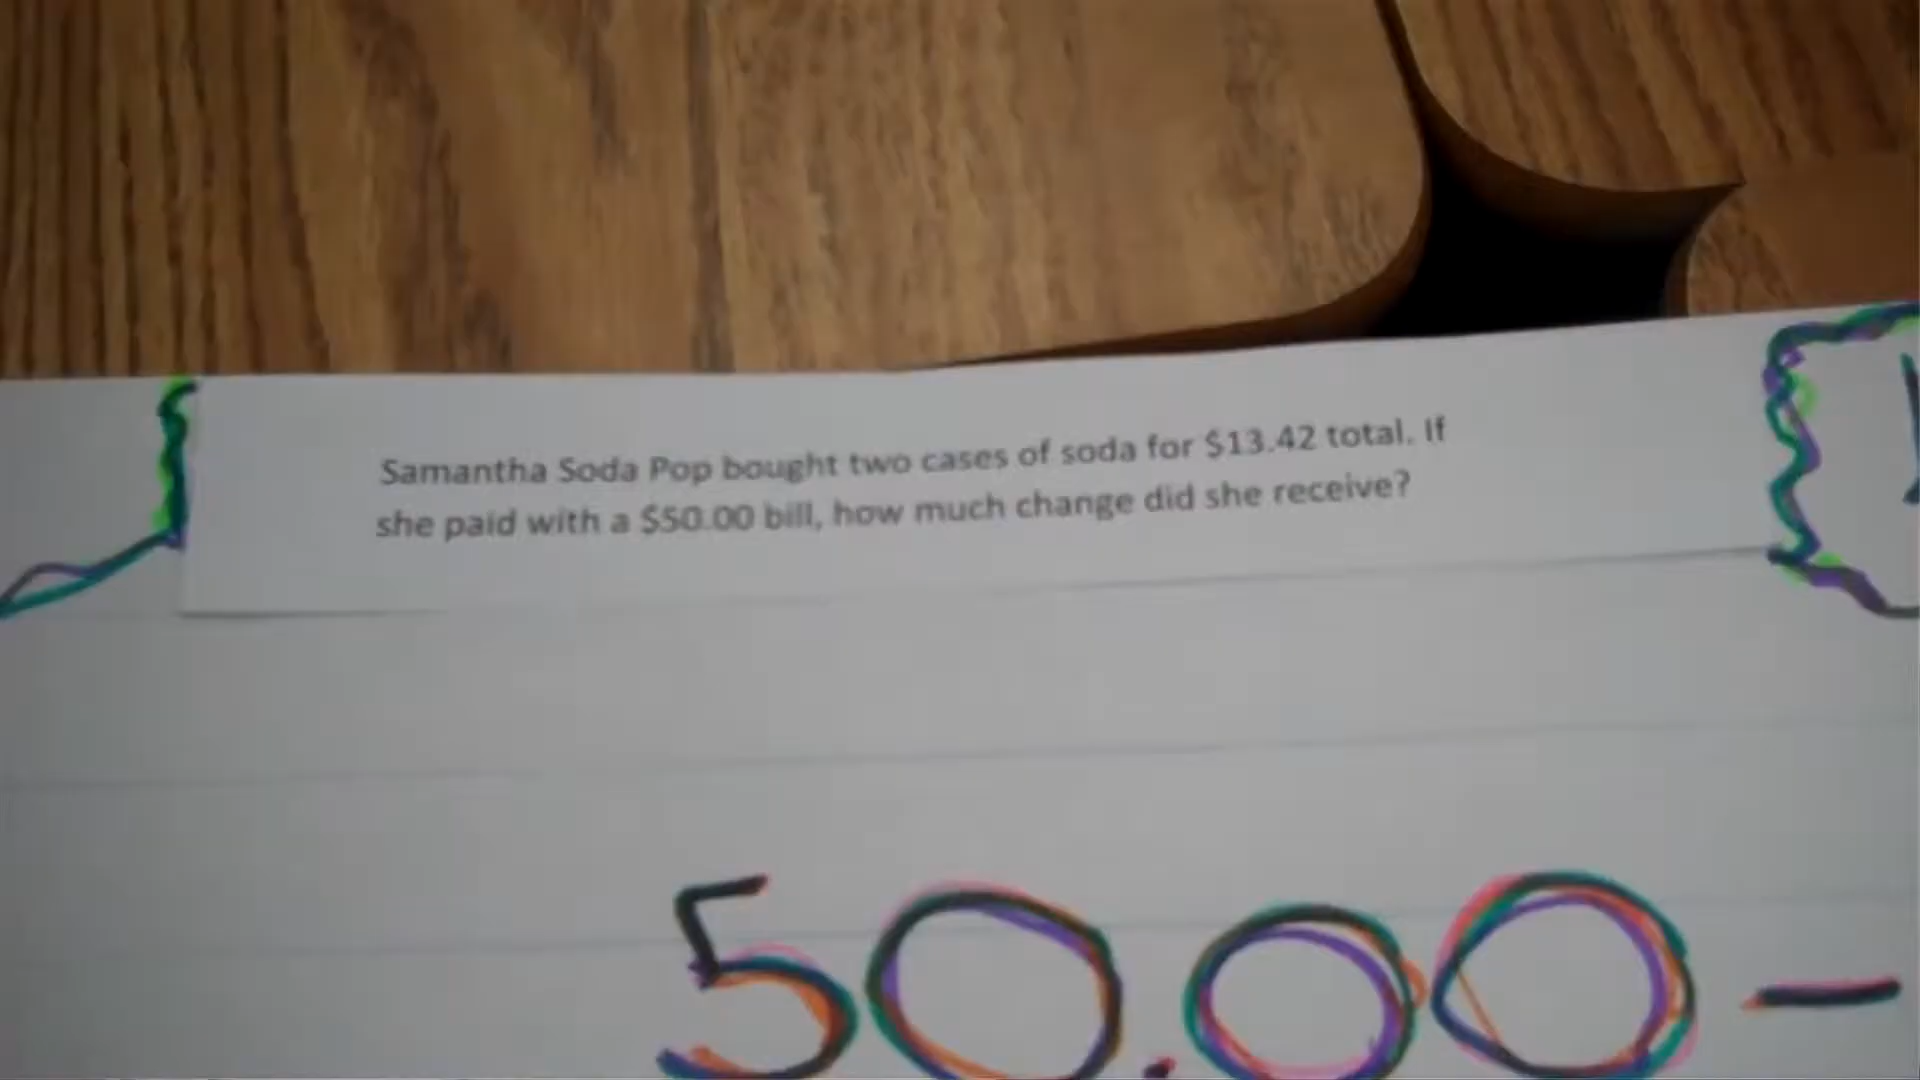 Samantha Soda Pop bought two cases of soda for $13.42 total. If
she paid with a $50.00 bill, how much change did she receive?
50.00 -